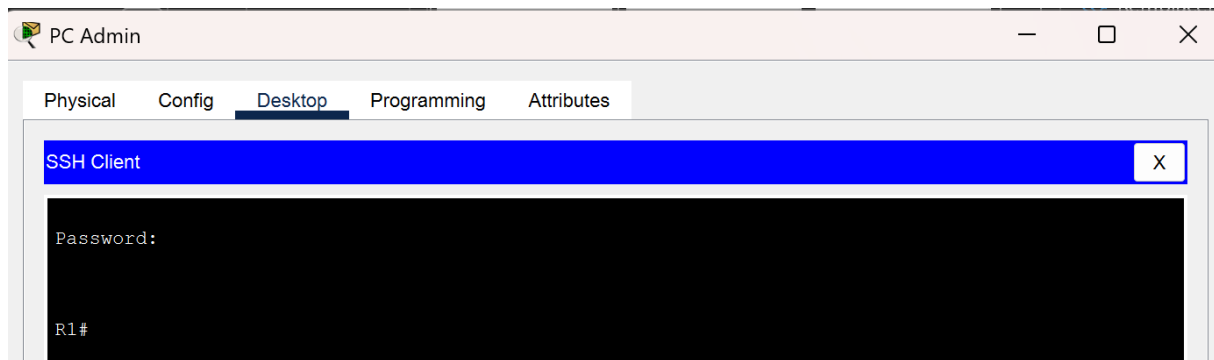 PC Admin
Physical Config Desktop Programming Attributes
SSH Client X
Password:
R1#